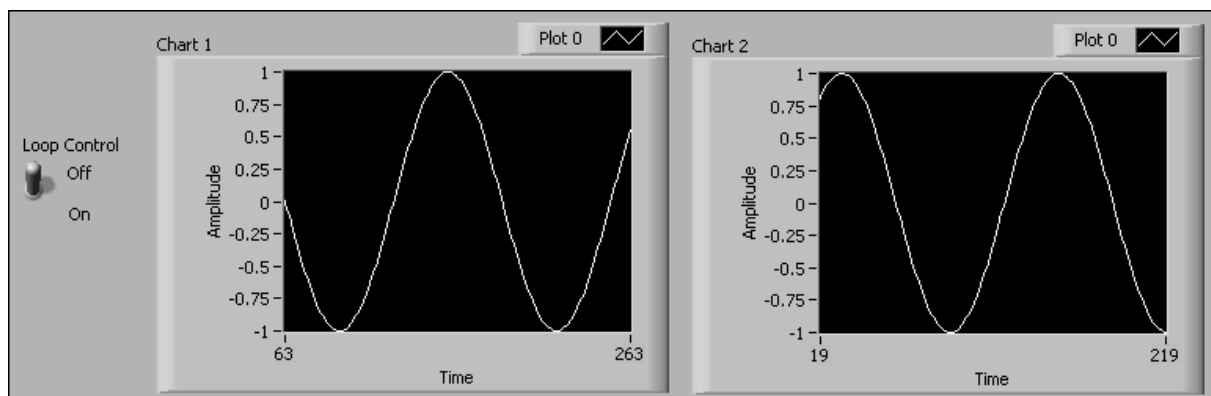 Loop Control
Off
On
Chart 1
Plot 0
Amplitude
1
0.75
0.5
0.25
0
-0.25
-0.5
-0.75
-1
63
263
Time
Chart 2
Plot 0
Amplitude
1
0.75
0.5
0.25
0
-0.25
-0.5
-0.75
-1
19
219
Time